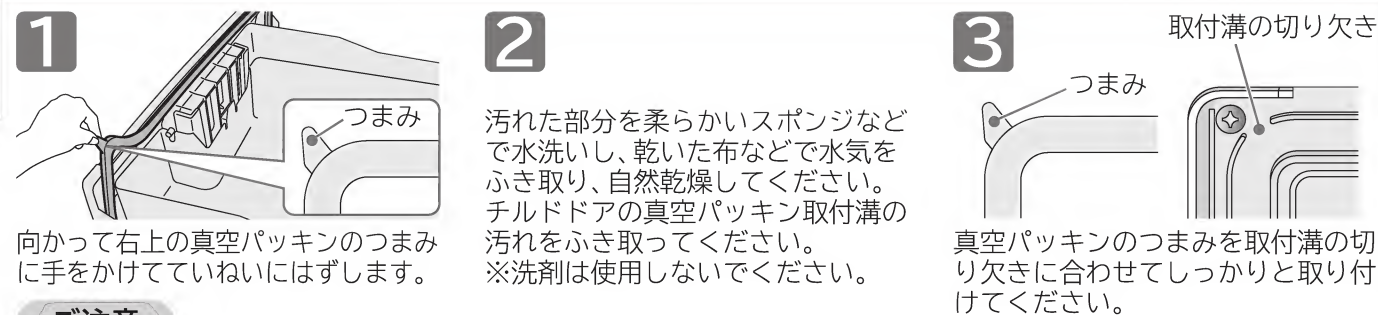 1
つまみ
向かって右上の真空パッキンのつまみ
に手をかけてていねいにはずします。
2
汚れた部分を柔らかいスポンジなど
で水洗いし、乾いた布などで水気を
ふき取り、自然乾燥してください。
チルドドアの真空パッキン取付溝の
汚れをふき取ってください。
※洗剤は使用しないでください。
3
取付溝の切り欠き
つまみ
真空パッキンのつまみを取付溝の切
り欠きに合わせてしっかりと取り付
けてください。
ご注意